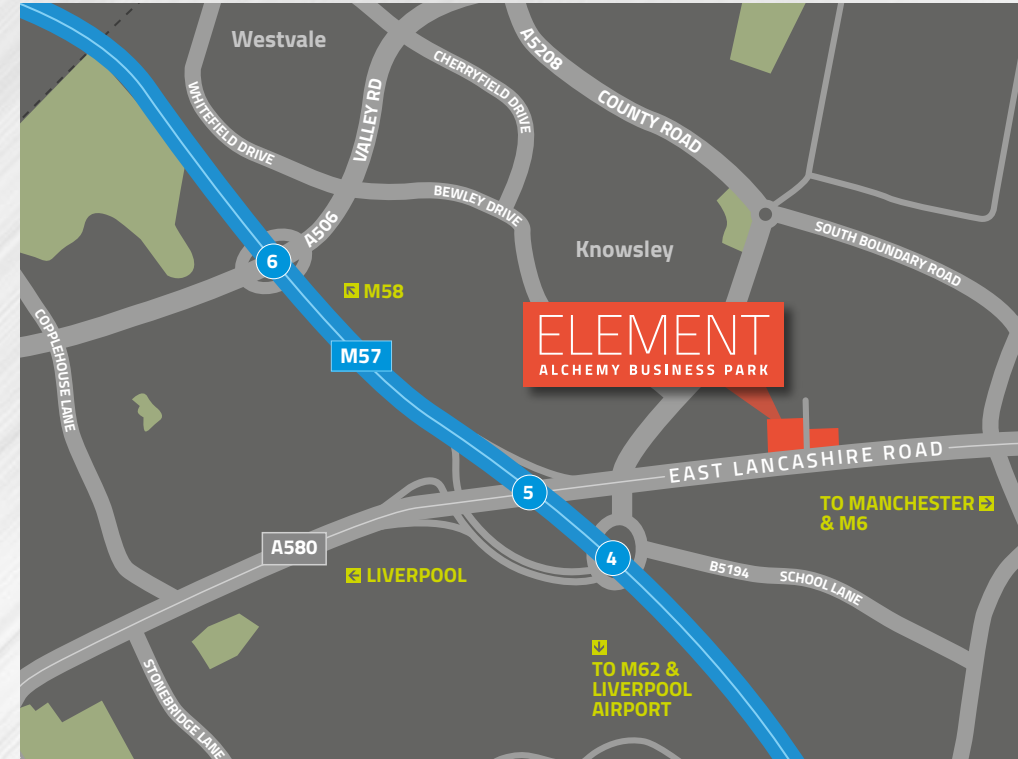 Westvale
A5208
CHERRYFIELD DRIVE
COUNTY ROAD
WHITEFIELD DRIVE
VALLEY RD
BEWLEY DRIVE
A506
Knowsley
SOUTH BOUNDARY ROAD
6
M58
COPPLEHOUSE LANE
M57
ELEMENT
ALCHEMY BUSINESS PARK
EAST LANCASHIRE ROAD
5
TO MANCHESTER
& M6
A580
4
LIVERPOOL
B5194
SCHOOL LANE
STONEBRIDGE LANE
TO M62 &
LIVERPOOL
AIRPORT